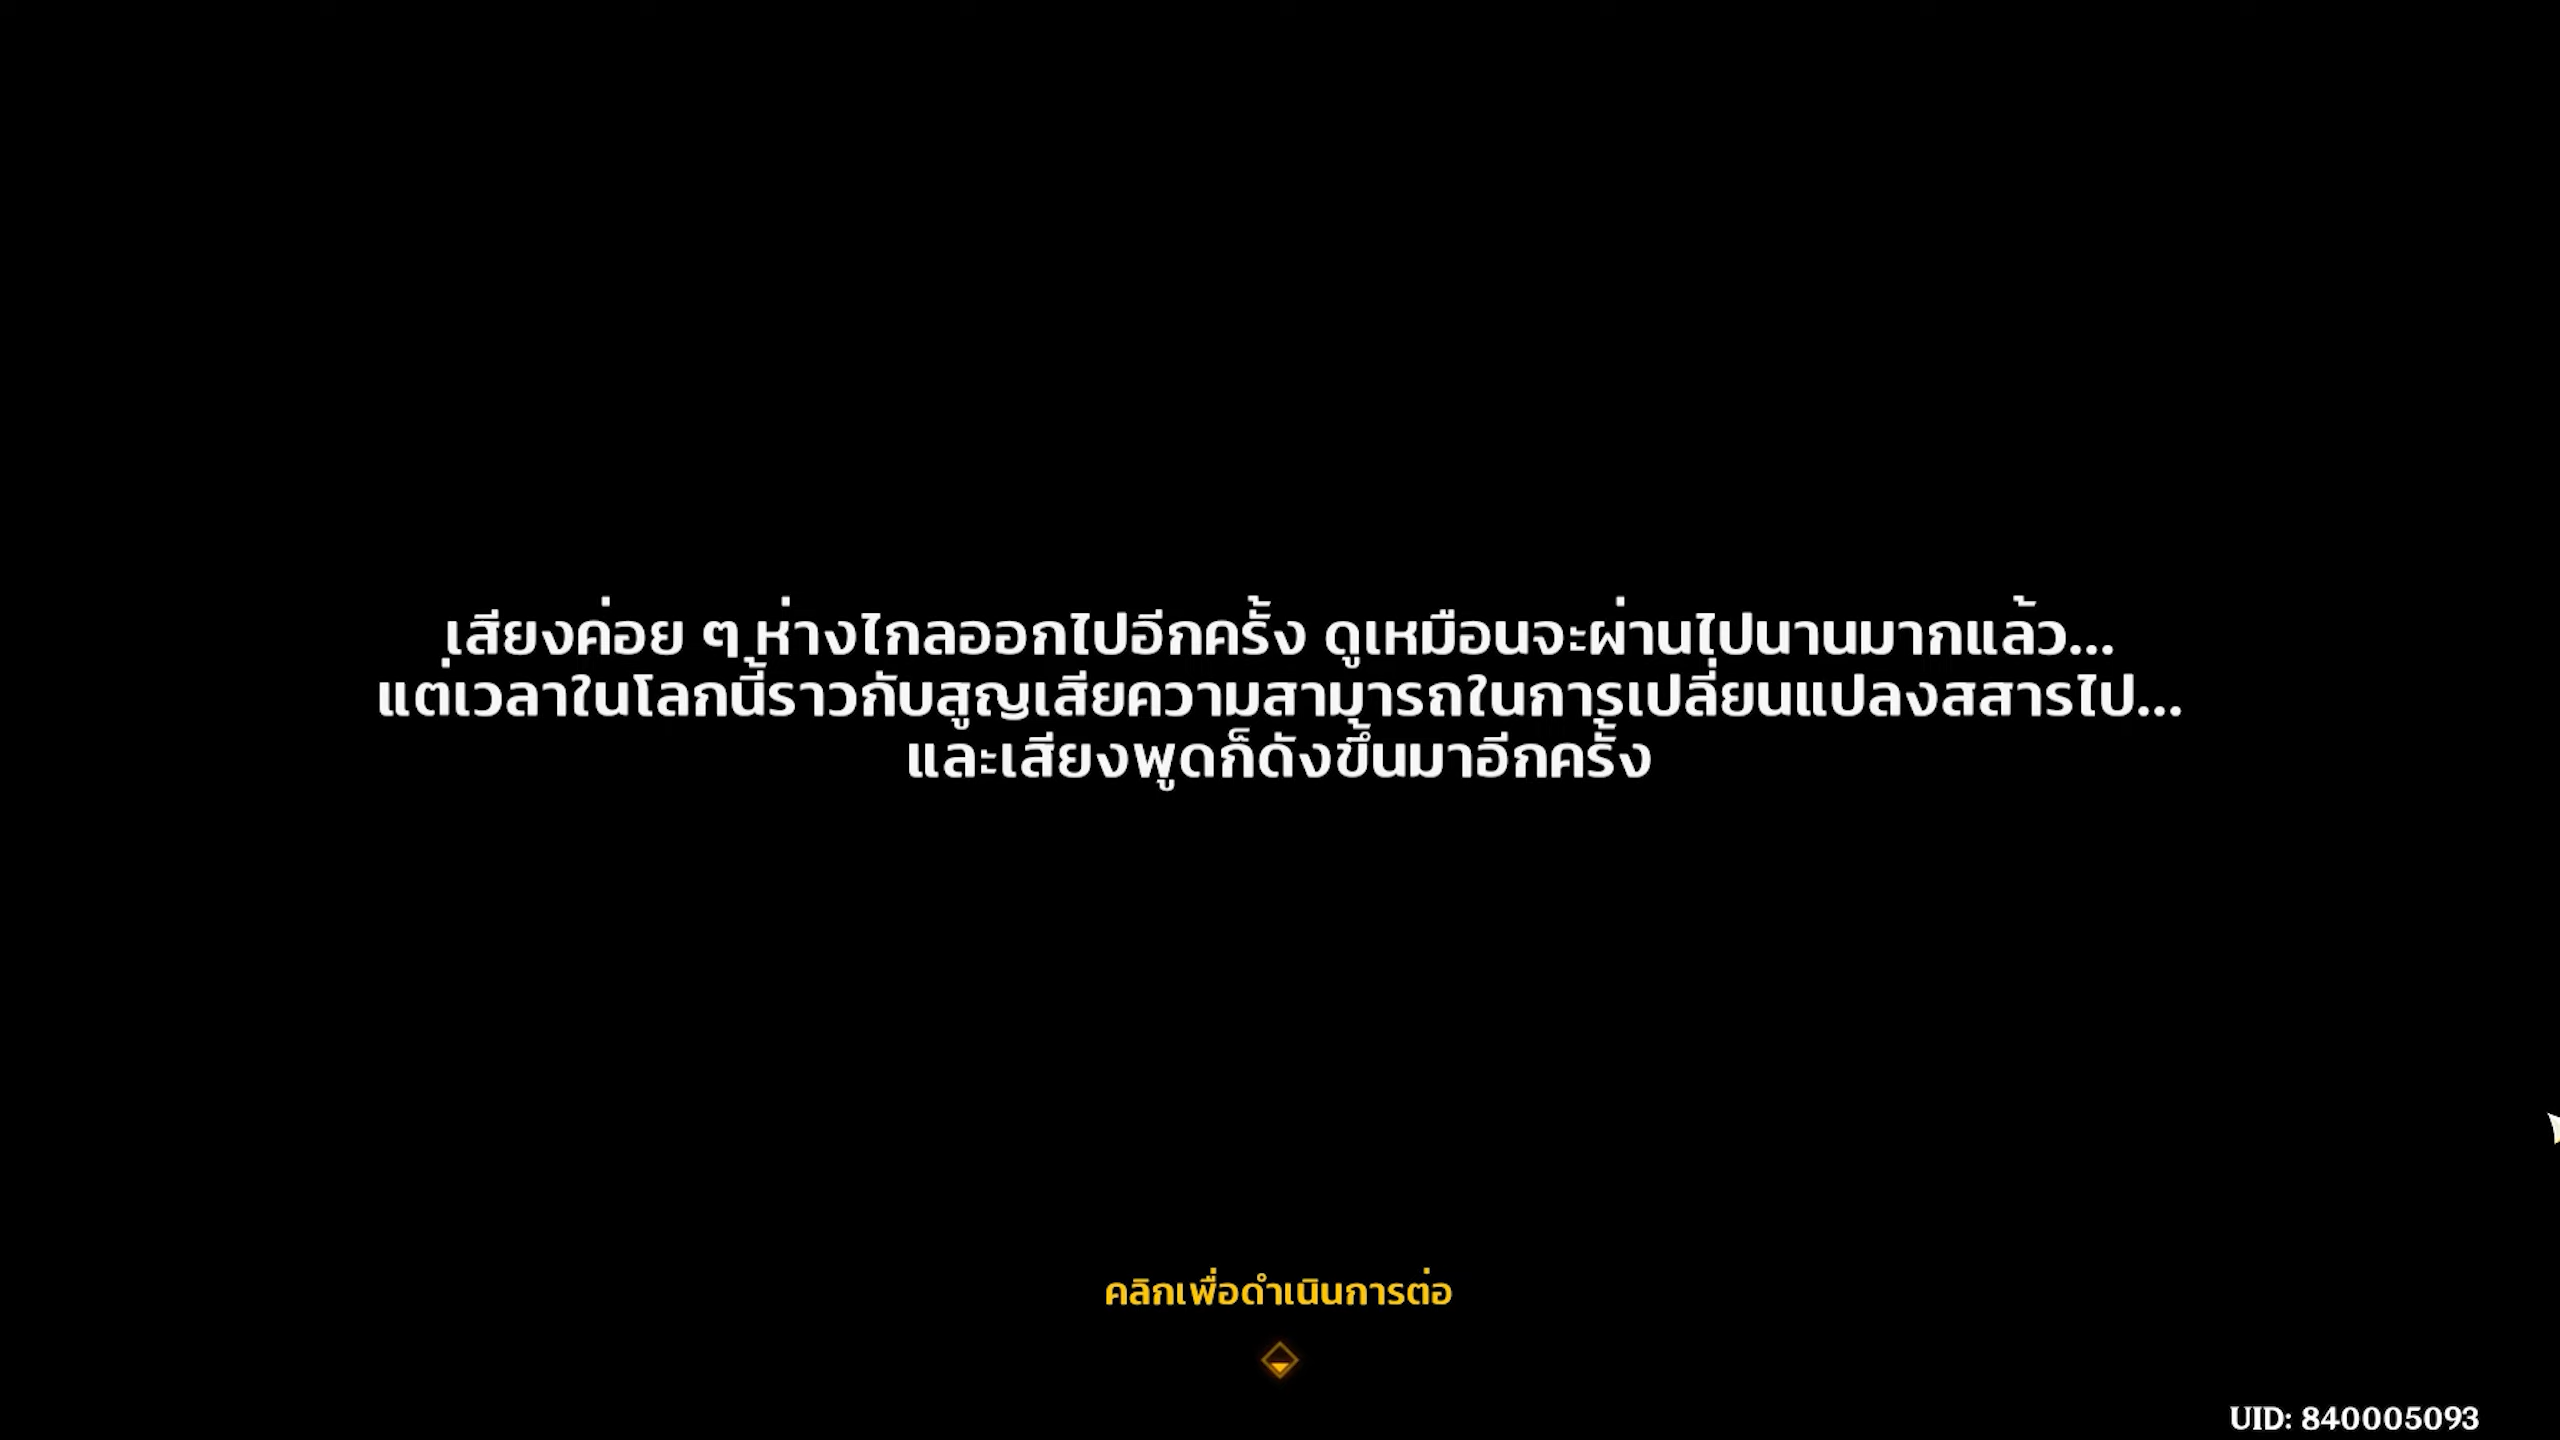 เสียงค่อย ๆ ห่างไกลออกไปอีกครั้ง ดูเหมือนจะผ่านไปนานมากแล้ว...
แต่เวลาในโลกนี้ราวกับสูญเสียความสามารถในการเปลี่ยนแปลงสสารไป...
และเสียงพูดก็ดังขึ้นมาอีกครั้ง
คลิกเพื่อดำเนินการต่อ
UID: 840005093